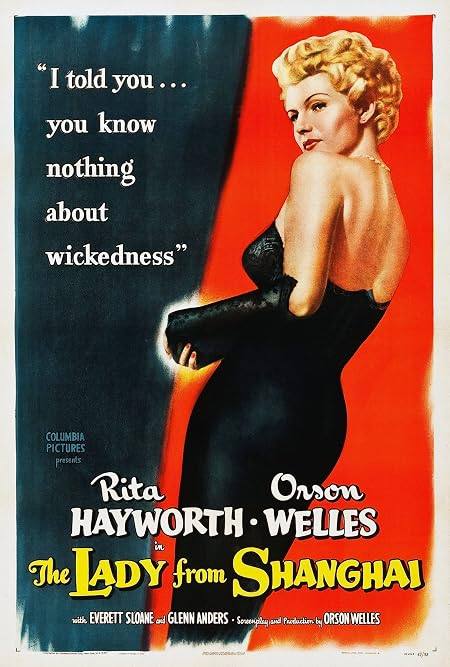 “I told you...
you know
nothing
about
wickedness”
COLUMBIA
PICTURES
presents
Rita Orson
HAYWORTH · WELLES
in
The LADY from SHANGHAI
with EVERETT SLOANE and GLENN ANDERS · Screenplay and Production by ORSON WELLES